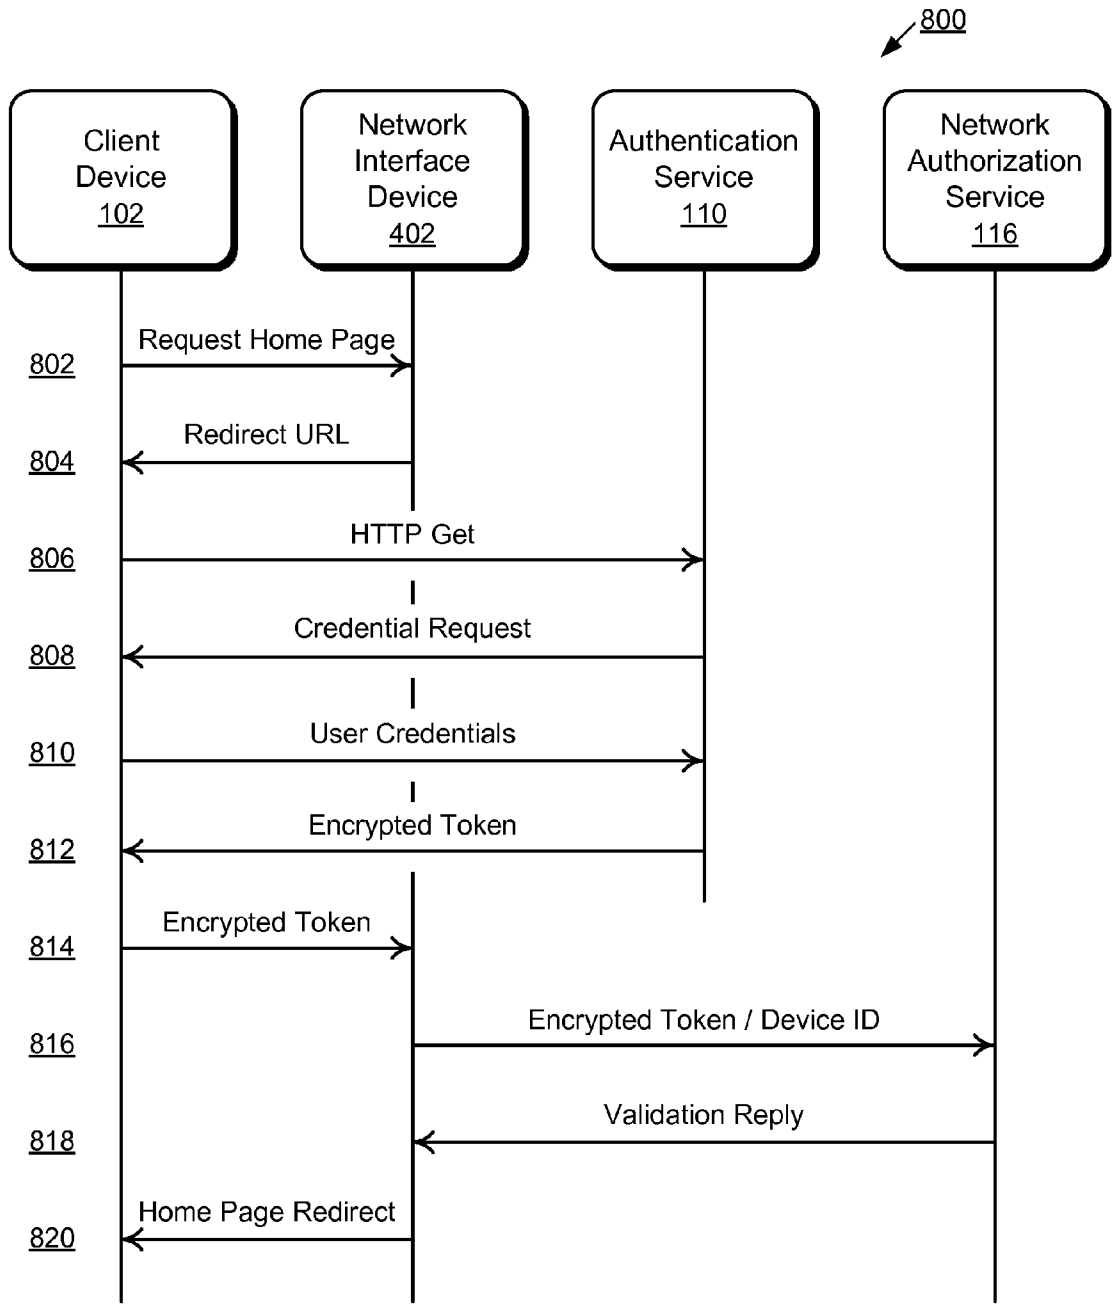 800
Client
Device
102
Network
Interface
Device
402
Authentication
Service
110
Network
Authorization
Service
116
Request Home Page
802
Redirect URL
804
HTTP Get
806
Credential Request
808
User Credentials
810
Encrypted Token
812
Encrypted Token
814
Encrypted Token / Device ID
816
Validation Reply
818
Home Page Redirect
820